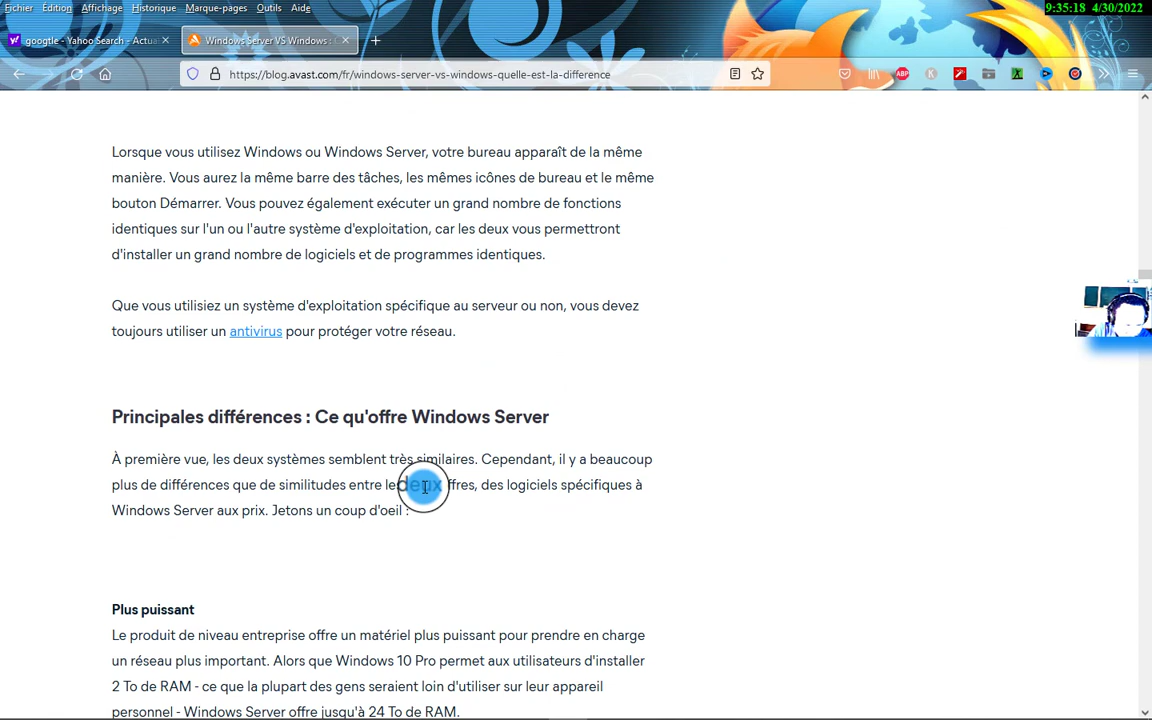 Fichier Édition Affichage Historique Marque-pages Outils Aide
9:35:18 4/30/2022
googtle - Yahoo Search - Actua
Windows Server VS Windows :
https://blog.avast.com/fr/windows-server-vs-windows-quelle-est-la-difference
ABP
K
Lorsque vous utilisez Windows ou Windows Server, votre bureau apparaît de la même
manière. Vous aurez la même barre des tâches, les mêmes icônes de bureau et le même
bouton Démarrer. Vous pouvez également exécuter un grand nombre de fonctions
identiques sur l'un ou l'autre système d'exploitation, car les deux vous permettront
d'installer un grand nombre de logiciels et de programmes identiques.
Que vous utilisiez un système d'exploitation spécifique au serveur ou non, vous devez
toujours utiliser un antivirus pour protéger votre réseau.
Principales différences : Ce qu'offre Windows Server
À première vue, les deux systèmes semblent très similaires. Cependant, il y a beaucoup
plus de différences que de similitudes entre le deux ffres, des logiciels spécifiques à
Windows Server aux prix. Jetons un coup d'oeil :
Plus puissant
Le produit de niveau entreprise offre un matériel plus puissant pour prendre en charge
un réseau plus important. Alors que Windows 10 Pro permet aux utilisateurs d'installer
2 To de RAM - ce que la plupart des gens seraient loin d'utiliser sur leur appareil
personnel - Windows Server offre jusqu'à 24 To de RAM.